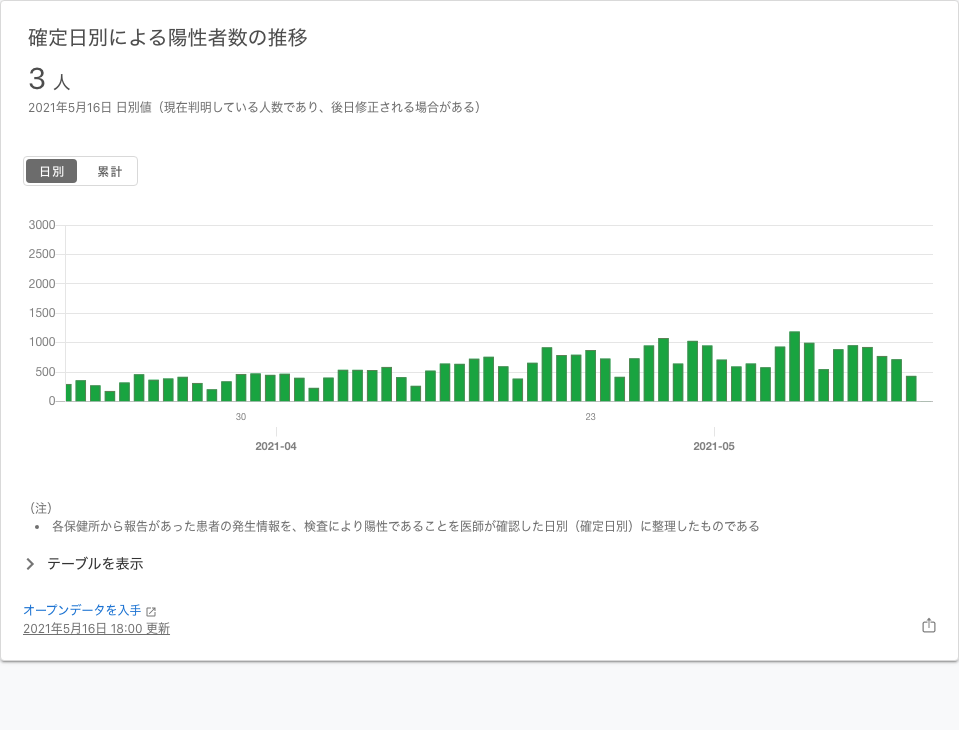 確定日別による陽性者数の推移
3 人
2021年5月16日 日別値（現在判明している人数であり、後日修正される場合がある）
日別 累計
3000
2500
2000
1500
1000
500
0
30 23
2021-04 2021-05
（注）
• 各保健所から報告があった患者の発生情報を、検査により陽性であることを医師が確認した日別（確定日別）に整理したものである
テーブルを表示
オープンデータを入手
2021年5月16日 18:00 更新